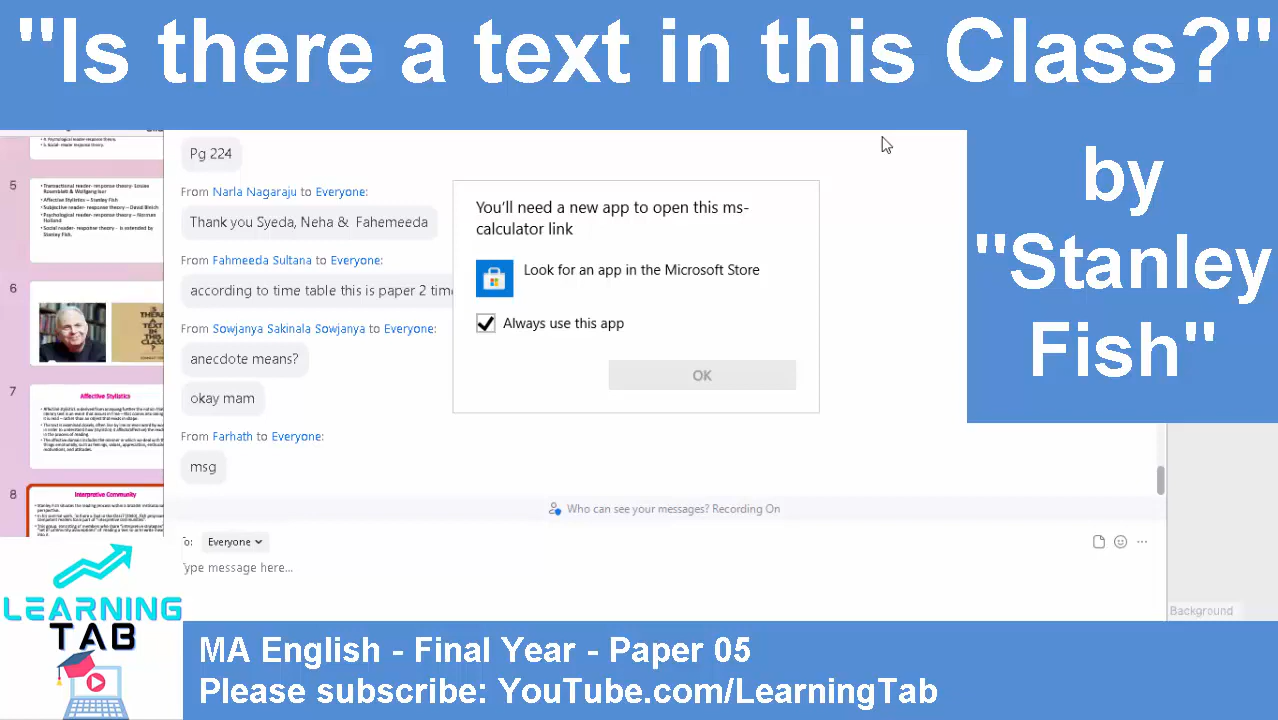 "Is there a text in this Class?"
by
"Stanley
Fish"
5
• Transactional reader- response theory- Louise
Rosenblatt & Wolfgang Iser
• Affective Stylistics – Stanley Fish
• Subjective reader- response theory – David Bleich
• Psychological reader- response theory – Norman
Holland
• Social reader- response theory – is extended by
Stanley Fish.
6
IS
THERE
A
TEXT
IN THIS
CLASS?
7
Affective Stylistics
8
Interpretive Community
Pg 224
From Narla Nagaraju to Everyone:
Thank you Syeda, Neha & Fahemeeda
From Fahmeeda Sultana to Everyone:
according to time table this is paper 2 time
From Sowjanya Sakinala Sowjanya to Everyone:
anecdote means?
okay mam
From Farhath to Everyone:
msg
You'll need a new app to open this ms-
calculator link
Look for an app in the Microsoft Store
Always use this app
OK
Who can see your messages? Recording On
To: Everyone
Type message here...
Background
LEARNING
TAB
MA English - Final Year - Paper 05
Please subscribe: YouTube.com/LearningTab